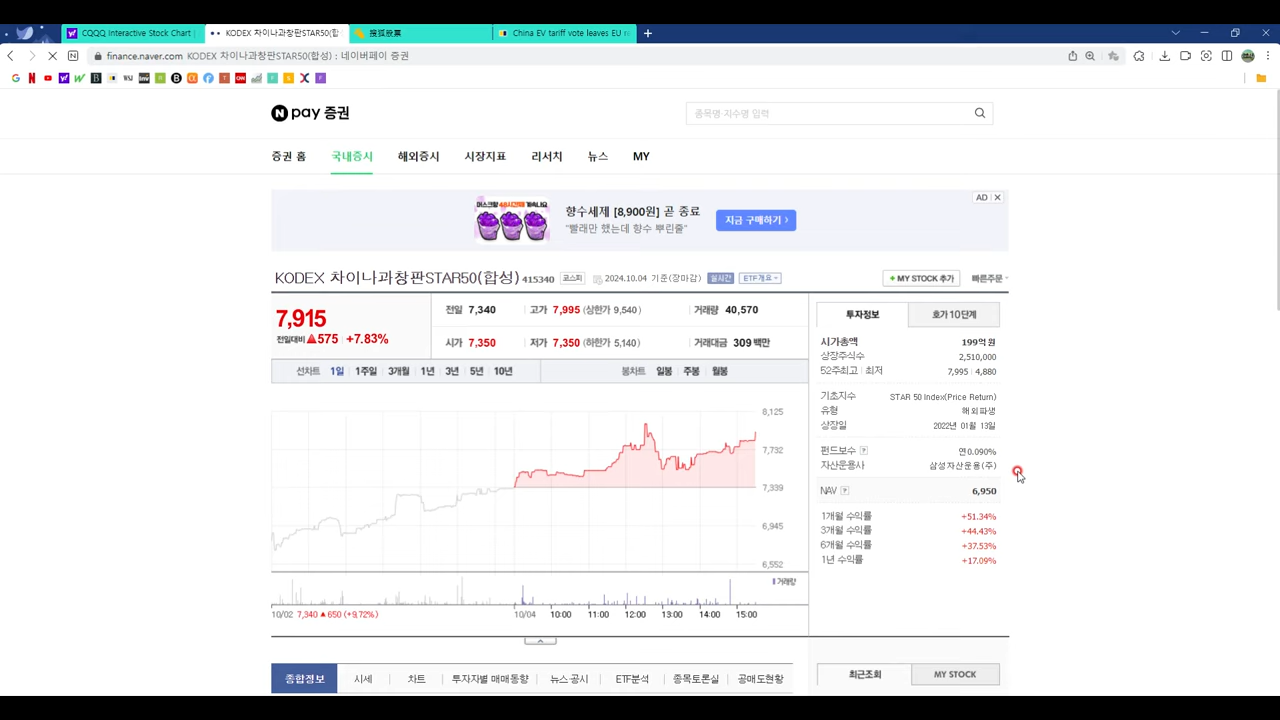 CQQQ Interactive Stock Chart
KODEX 차이나과창판STAR50(합성)
搜狐股票
China EV tariff vote leaves EU n
finance.naver.com KODEX 차이나과창판STAR50(합성) : 네이버페이 증권
N pay 증권
종목명·지수명 입력
증권 홈 국내증시 해외증시 시장지표 리서치 뉴스 MY
향수세제 [8,900원] 곧 종료
"빨래만 했는데 향수 뿌린줄"
지금 구매하기
AD
KODEX 차이나과창판STAR50(합성) 415340 코스피 2024.10.04 기준(장마감) 실시간 ETF개요
+ MY STOCK 추가 빠른주문
7,915
전일대비 ▲575 +7.83%
전일 7,340 고가 7,995 (상한가 9,540) 거래량 40,570
시가 7,350 저가 7,350 (하한가 5,140) 거래대금 309 백만
선차트 1일 1주일 3개월 1년 3년 5년 10년 봉차트 일봉 주봉 월봉
8,125
7,732
7,339
6,945
6,552
거래량
10/02 7,340 ▲650 (+9.72%) 10/04 10:00 11:00 12:00 13:00 14:00 15:00
투자정보 호가 10단계
시가총액 199억원
상장주식수 2,510,000
52주최고 | 최저 7,995 | 4,880
기초지수 STAR 50 Index(Price Return)
유형 해외파생
상장일 2022년 01월 13일
펀드보수 ? 연0.090%
자산운용사 삼성자산운용(주)
NAV ? 6,950
1개월 수익률 +51.34%
3개월 수익률 +44.43%
6개월 수익률 +37.53%
1년 수익률 +17.09%
종합정보 시세 차트 투자자별 매매동향 뉴스·공시 ETF분석 종목토론실 공매도현황
최근조회 MY STOCK